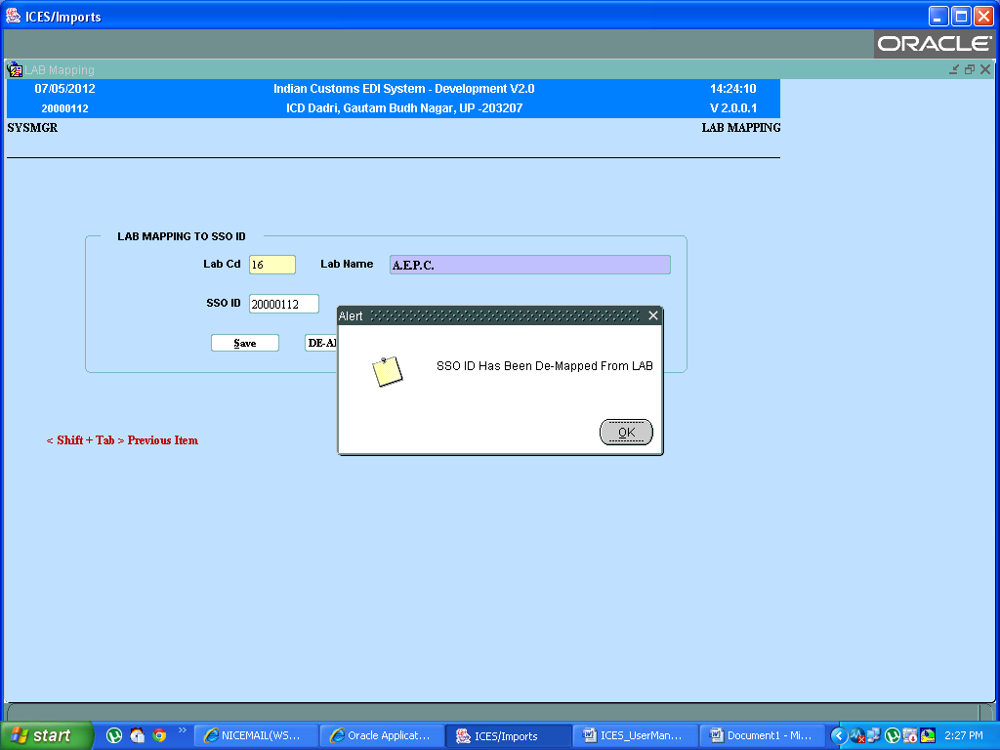 ICES/Imports
ORACLE
LAB Mapping
07/05/2012 Indian Customs EDI System - Development V2.0 14:24:10
20000112 ICD Dadri, Gautam Budh Nagar, UP -203207 V 2.0.0.1
SYSMGR LAB MAPPING
LAB MAPPING TO SSO ID
Lab Cd 16 Lab Name A.E.P.C.
SSO ID 20000112
Alert
Save DE-Al
SSO ID Has Been De-Mapped From LAB
OK
< Shift + Tab > Previous Item
start NICEMAIL(WS... Oracle Applicat... ICES/Imports ICES_UserMan... Document1 - Mi... 2:27 PM